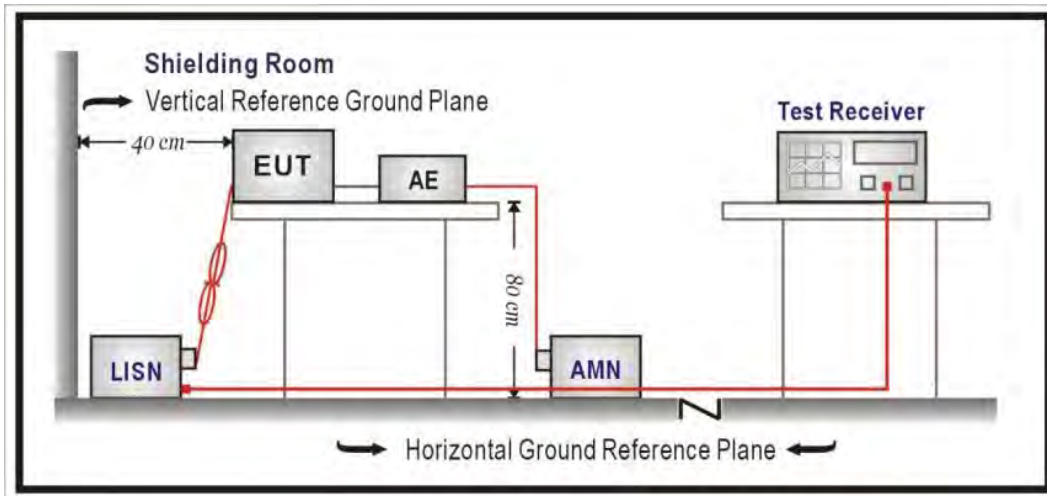 Shielding Room
Vertical Reference Ground Plane
Test Receiver
40 cm
EUT
AE
80 cm
LISN
AMN
Horizontal Ground Reference Plane